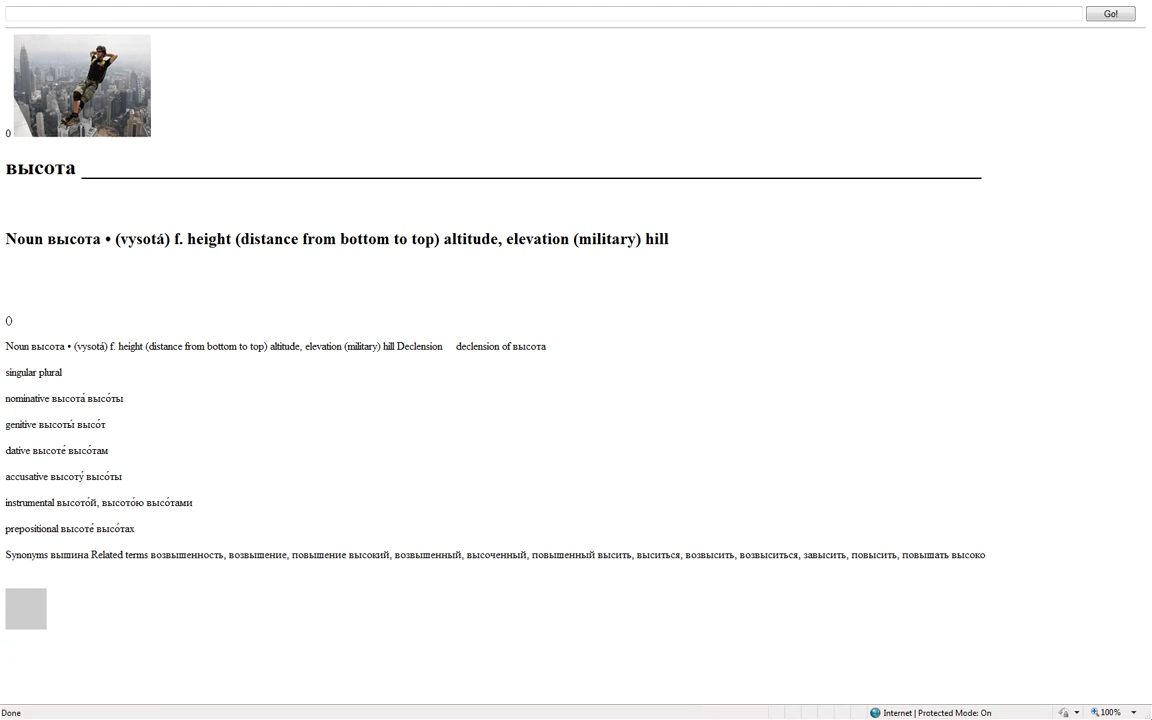 Go!
0
высота
Noun высота • (vysotá) f. height (distance from bottom to top) altitude, elevation (military) hill
()
Noun высота • (vysotá) f. height (distance from bottom to top) altitude, elevation (military) hill Declension declension of высота
singular plural
nominative высота́ высо́ты
genitive высоты́ высо́т
dative высоте́ высо́там
accusative высоту́ высо́ты
instrumental высото́й, высото́ю высо́тами
prepositional высоте́ высо́тах
Synonyms вышина Related terms возвышенность, возвышение, повышение высокий, возвышенный, высоченный, повышенный высить, выситься, возвысить, возвыситься, завысить, повысить, повышать высоко
Done Internet | Protected Mode: On 100%